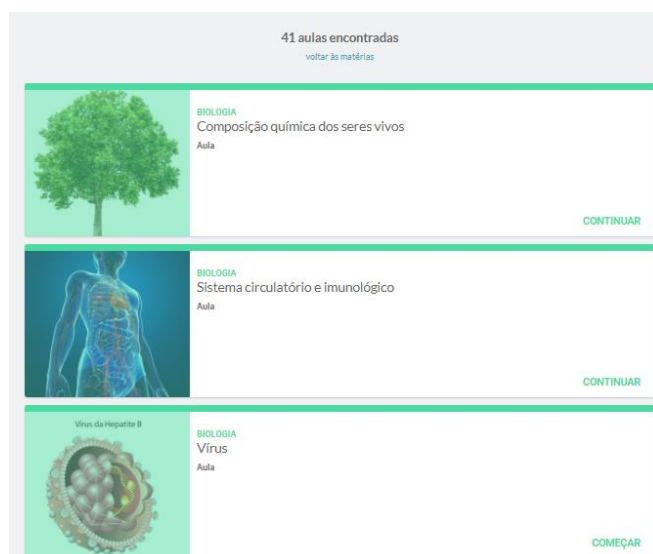 41 aulas encontradas
voltar às matérias
BIOLOGIA
Composição química dos seres vivos
Aula
CONTINUAR
BIOLOGIA
Sistema circulatório e imunológico
Aula
CONTINUAR
Vírus da Hepatite B
BIOLOGIA
Vírus
Aula
COMEÇAR